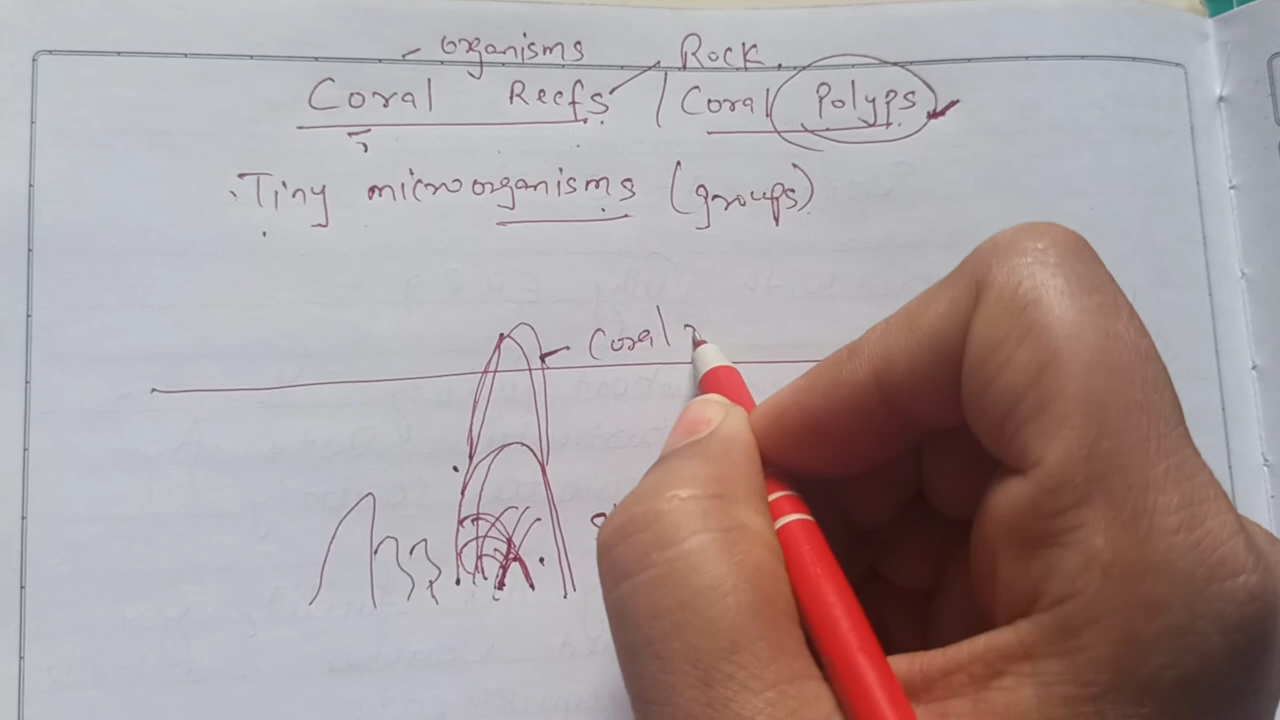 - organisms Rock.
Coral Reefs / Coral Polyps
Tiny microorganisms (groups)
Coral